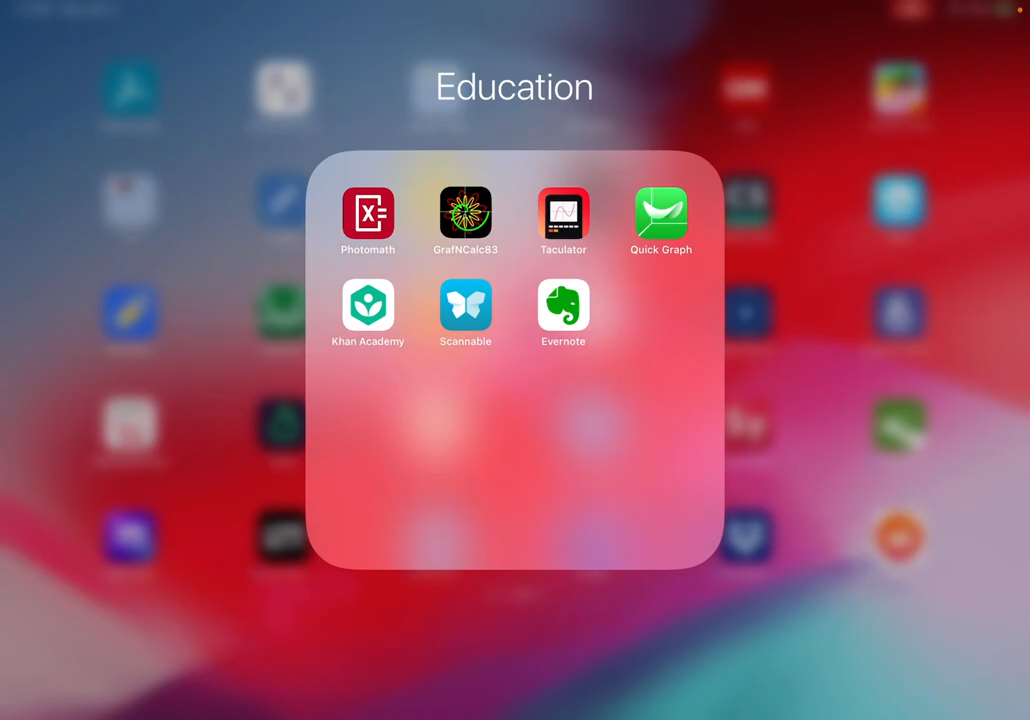 Education
Photomath GrafNCalc83 Taculator Quick Graph
Khan Academy Scannable Evernote